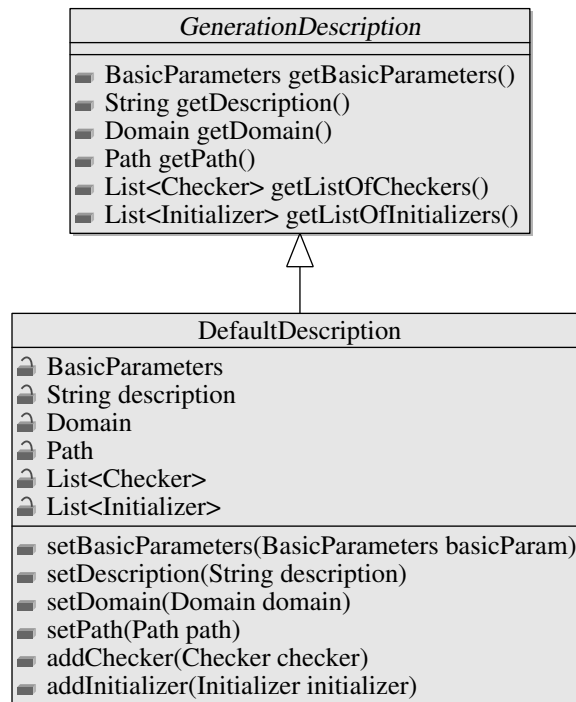 GenerationDescription
BasicParameters getBasicParameters()
String getDescription()
Domain getDomain()
Path getPath()
List<Checker> getListOfCheckers()
List<Initializer> getListOfInitializers()
DefaultDescription
BasicParameters
String description
Domain
Path
List<Checker>
List<Initializer>
setBasicParameters(BasicParameters basicParam)
setDescription(String description)
setDomain(Domain domain)
setPath(Path path)
addChecker(Checker checker)
addInitializer(Initializer initializer)